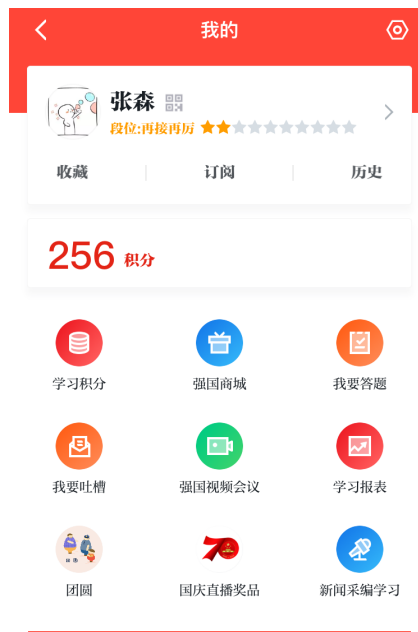 我的
张森
段位:再接再厉
收藏
订阅
历史
256 积分
学习积分
强国商城
我要答题
我要吐槽
强国视频会议
学习报表
团圆
国庆直播奖品
新闻采编学习